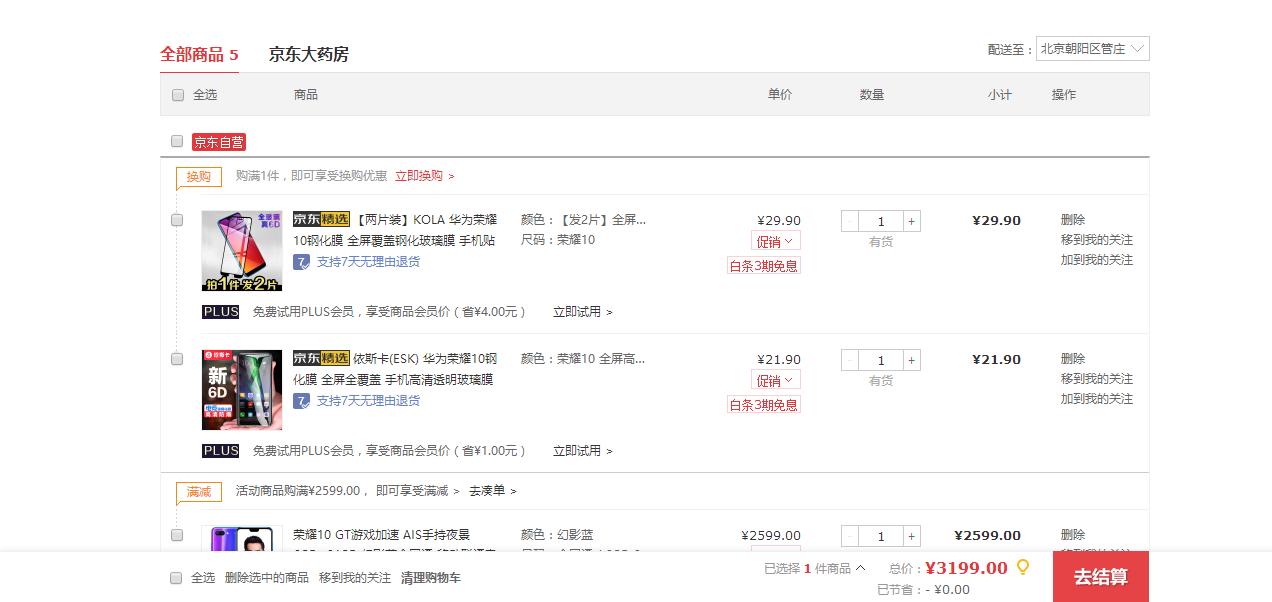 全部商品 5 京东大药房 配送至： 北京朝阳区管庄
全选 商品 单价 数量 小计 操作
京东自营
换购 购满1件，即可享受换购优惠 立即换购 >
京东精选 【两片装】KOLA 华为荣耀 颜色：【发2片】全屏... ¥29.90 - 1 + ¥29.90 删除
10钢化膜 全屏覆盖钢化玻璃膜 手机贴 尺码：荣耀10 促销 有货 移到我的关注
7 支持7天无理由退货 白条3期免息 加到我的关注
全玻璃
真6D
拍1件发2片
PLUS 免费试用PLUS会员，享受商品会员价（省¥4.00元） 立即试用 >
京东精选 依斯卡(ESK) 华为荣耀10钢 颜色：荣耀10 全屏高... ¥21.90 - 1 + ¥21.90 删除
化膜 全屏全覆盖 手机高清透明玻璃膜 促销 有货 移到我的关注
7 支持7天无理由退货 白条3期免息 加到我的关注
依斯卡
新
6D
高清防爆
PLUS 免费试用PLUS会员，享受商品会员价（省¥1.00元） 立即试用 >
满减 活动商品购满¥2599.00， 即可享受满减 > 去凑单 >
荣耀10 GT游戏加速 AIS手持夜景 颜色：幻影蓝 ¥2599.00 - 1 + ¥2599.00 删除
全选 删除选中的商品 移到我的关注 清理购物车 已选择 1 件商品 总价：¥3199.00 去结算
已节省：- ¥0.00